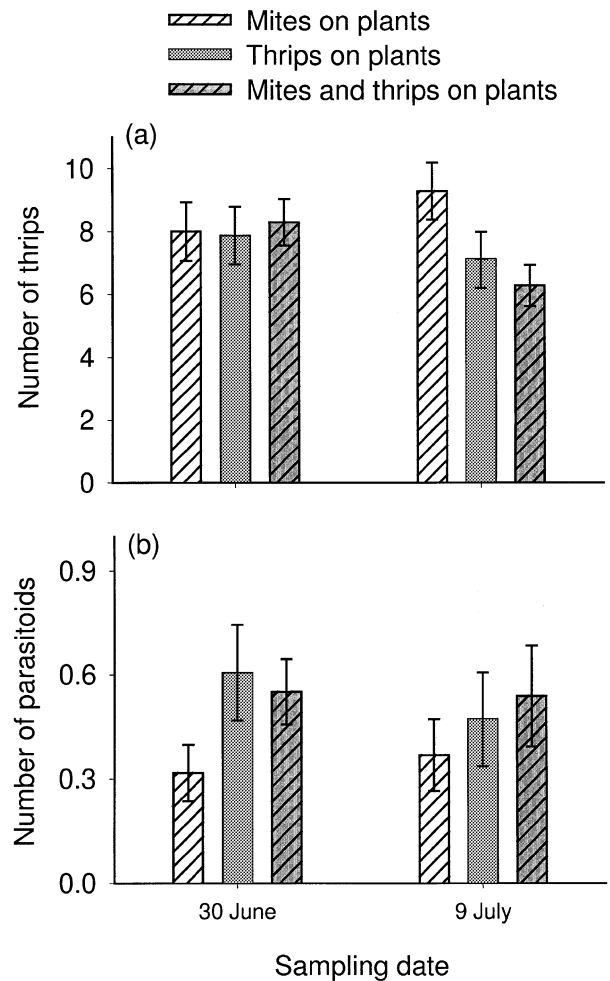 Mites on plants
Thrips on plants
Mites and thrips on plants
(a)
Number of thrips
10
8
6
4
2
0
(b)
Number of parasitoids
0.9
0.6
0.3
0.0
30 June 9 July
Sampling date